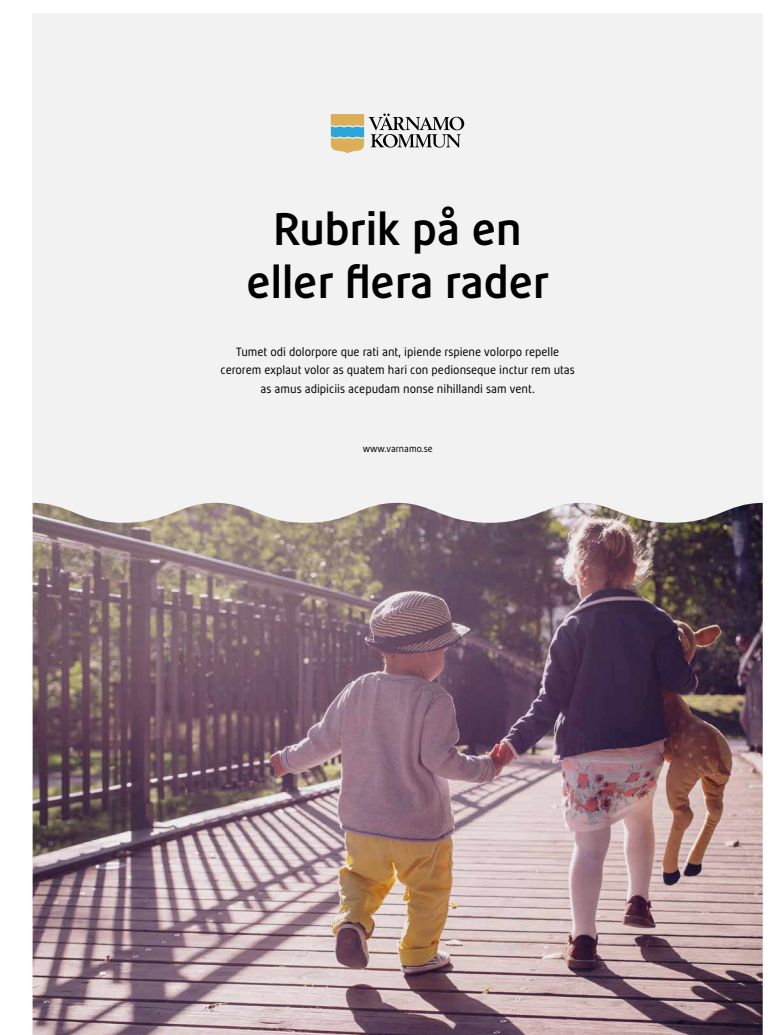 VÄRNAMO
KOMMUN
Rubrik på en
eller flera rader
Tumet odi dolorpore que rati ant, ipiende rspiene volorpo repelle
cerorem explaut volor as quatem hari con pedionseque inctur rem utas
as amus adipiciis acepudam nonse nihillandi sam vent.
www.varnamo.se